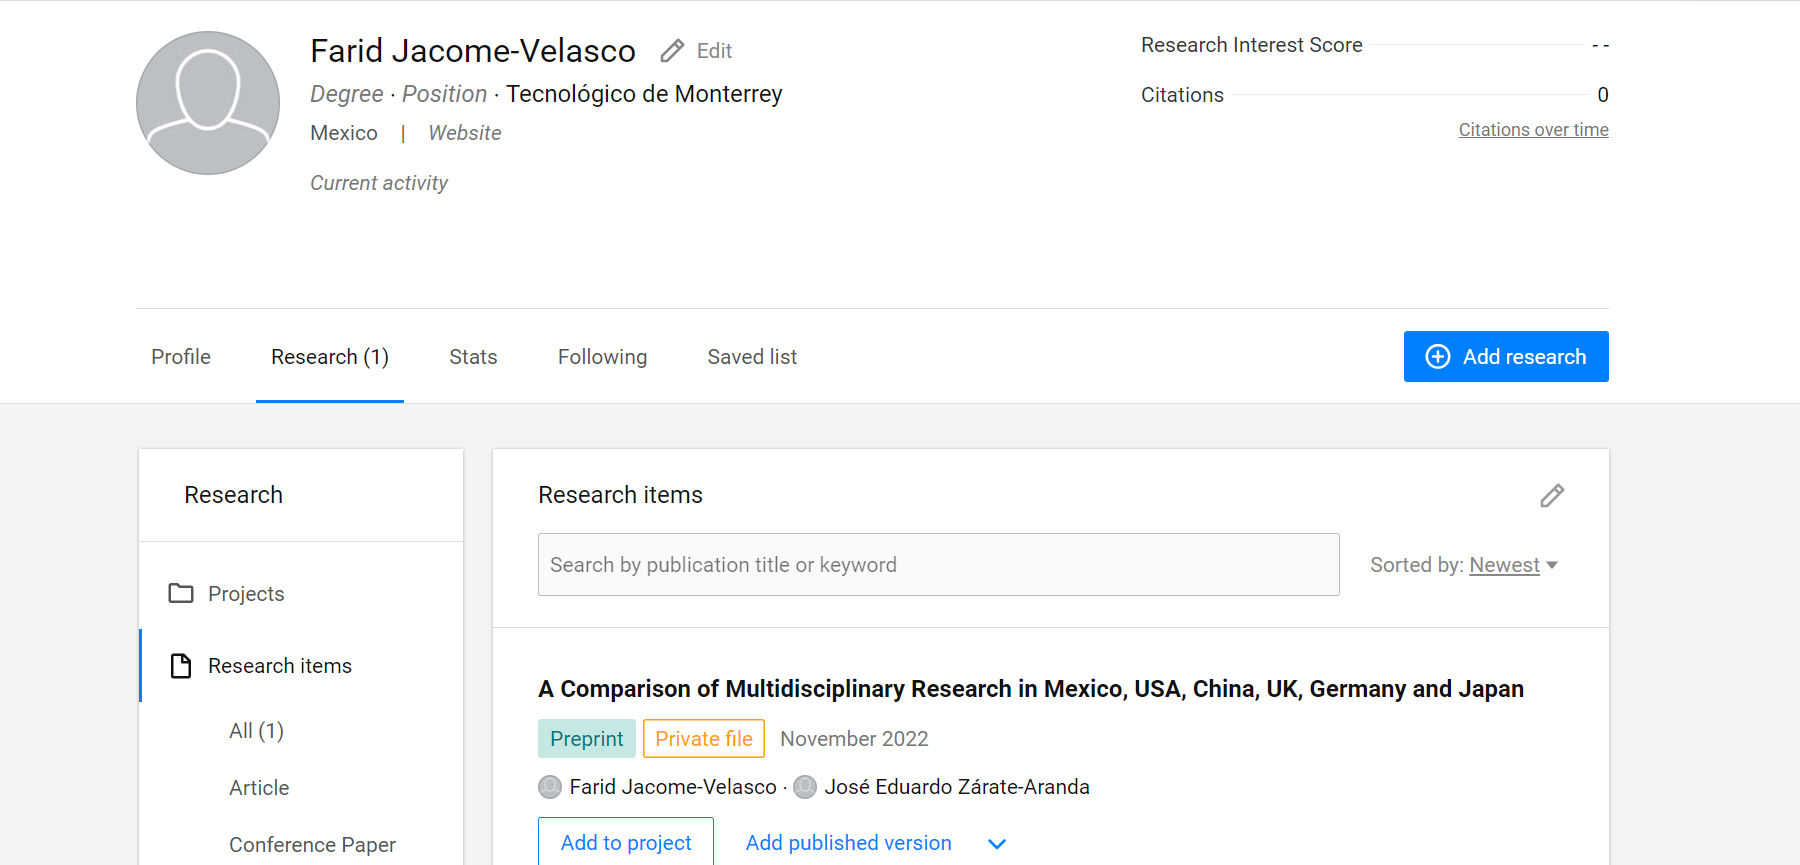 Farid Jacome-Velasco Edit
Degree · Position · Tecnológico de Monterrey
Mexico | Website
Current activity
Research Interest Score - -
Citations 0
Citations over time
Profile Research (1) Stats Following Saved list Add research
Research
Projects
Research items
All (1)
Article
Conference Paper
Research items
Search by publication title or keyword Sorted by: Newest
A Comparison of Multidisciplinary Research in Mexico, USA, China, UK, Germany and Japan
Preprint Private file November 2022
Farid Jacome-Velasco · José Eduardo Zárate-Aranda
Add to project Add published version